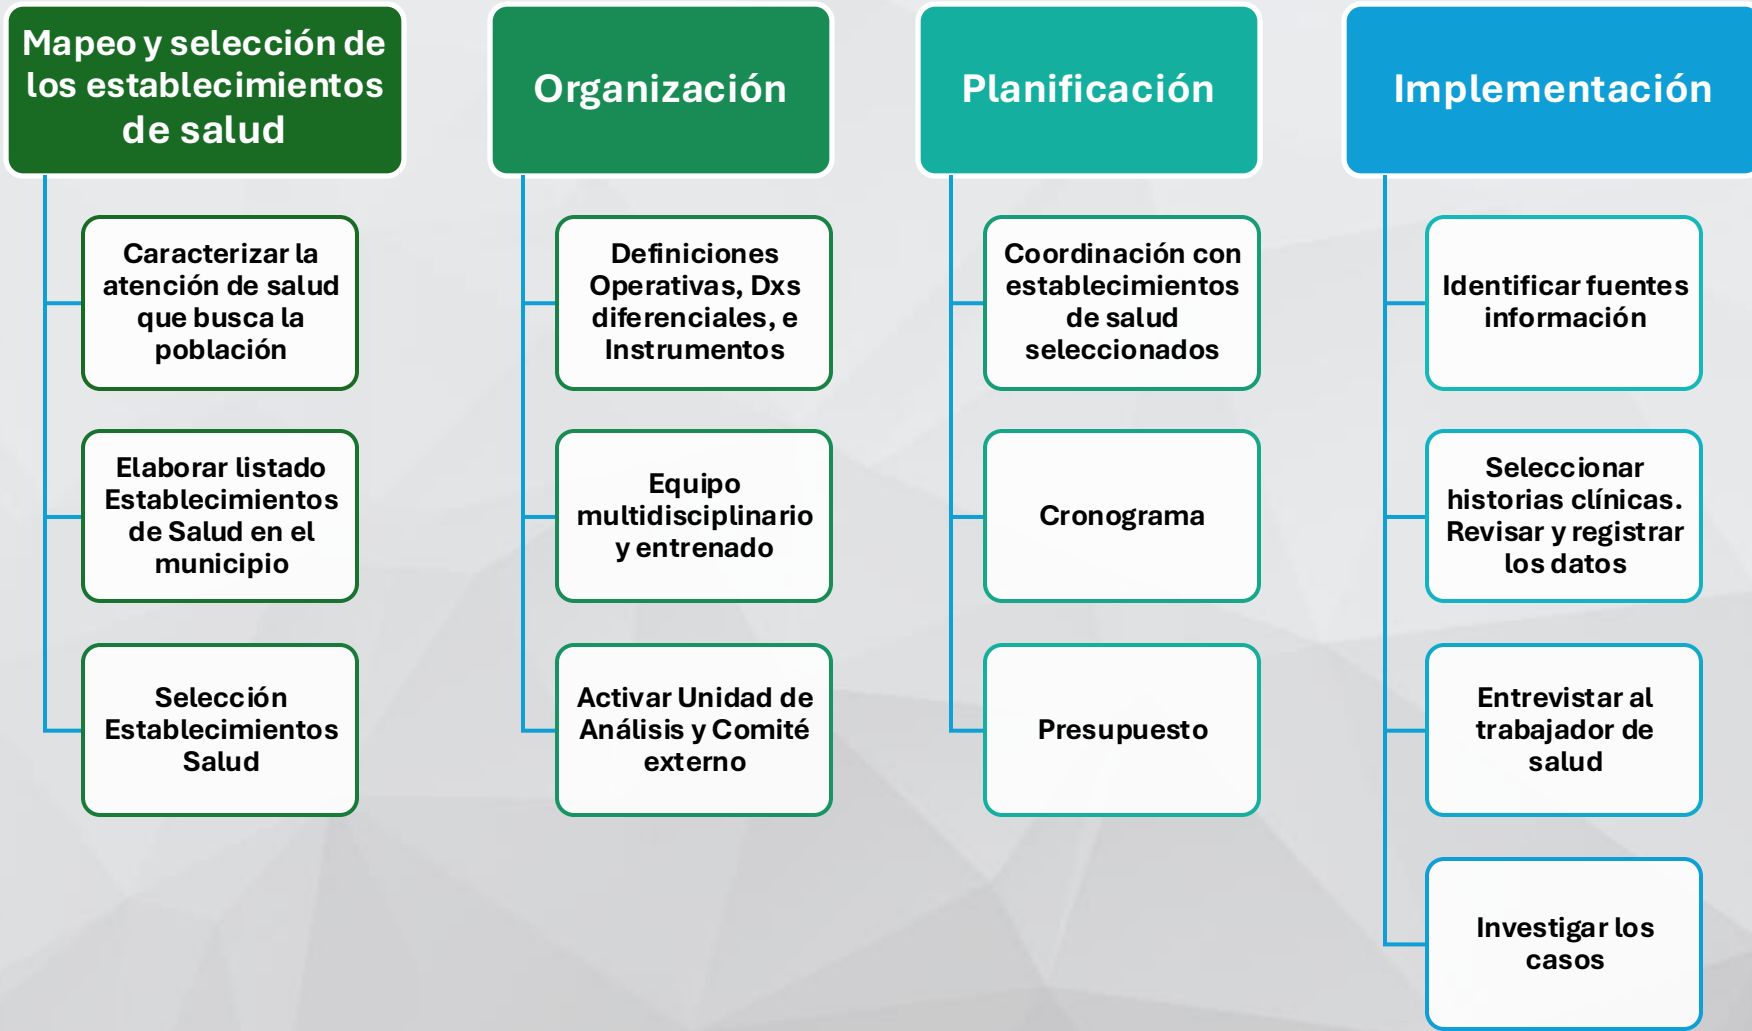 Mapeo y selección de
los establecimientos
de salud
Caracterizar la
atención de salud
que busca la
población
Elaborar listado
Establecimientos
de Salud en el
municipio
Selección
Establecimientos
Salud
Organización
Definiciones
Operativas, Dxs
diferenciales, e
Instrumentos
Equipo
multidisciplinario
y entrenado
Activar Unidad de
Análisis y Comité
externo
Planificación
Coordinación con
establecimientos
de salud
seleccionados
Cronograma
Presupuesto
Implementación
Identificar fuentes
información
Seleccionar
historias clínicas.
Revisar y registrar
los datos
Entrevistar al
trabajador de
salud
Investigar los
casos